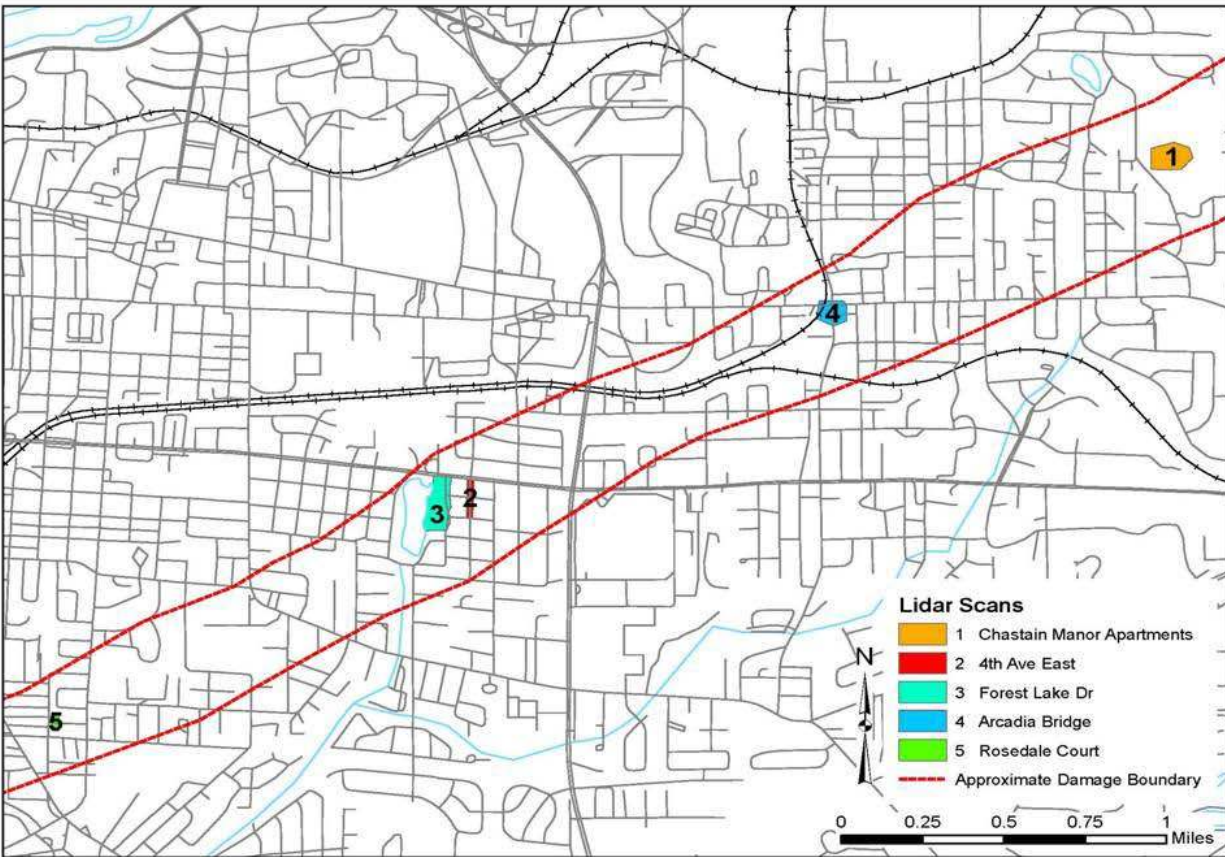 1
4
2
3
5
Lidar Scans
1 Chastain Manor Apartments
2 4th Ave East
3 Forest Lake Dr
4 Arcadia Bridge
5 Rosedale Court
Approximate Damage Boundary
N
0 0.25 0.5 0.75 1
Miles